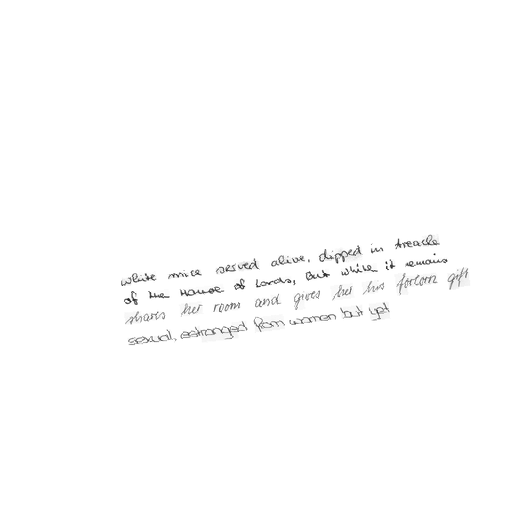 white mice served alive, dipped in treacle
of the House of Lords, But while it remains
shares her room and gives her his forlorn gift
sexual, estranged from women but yet